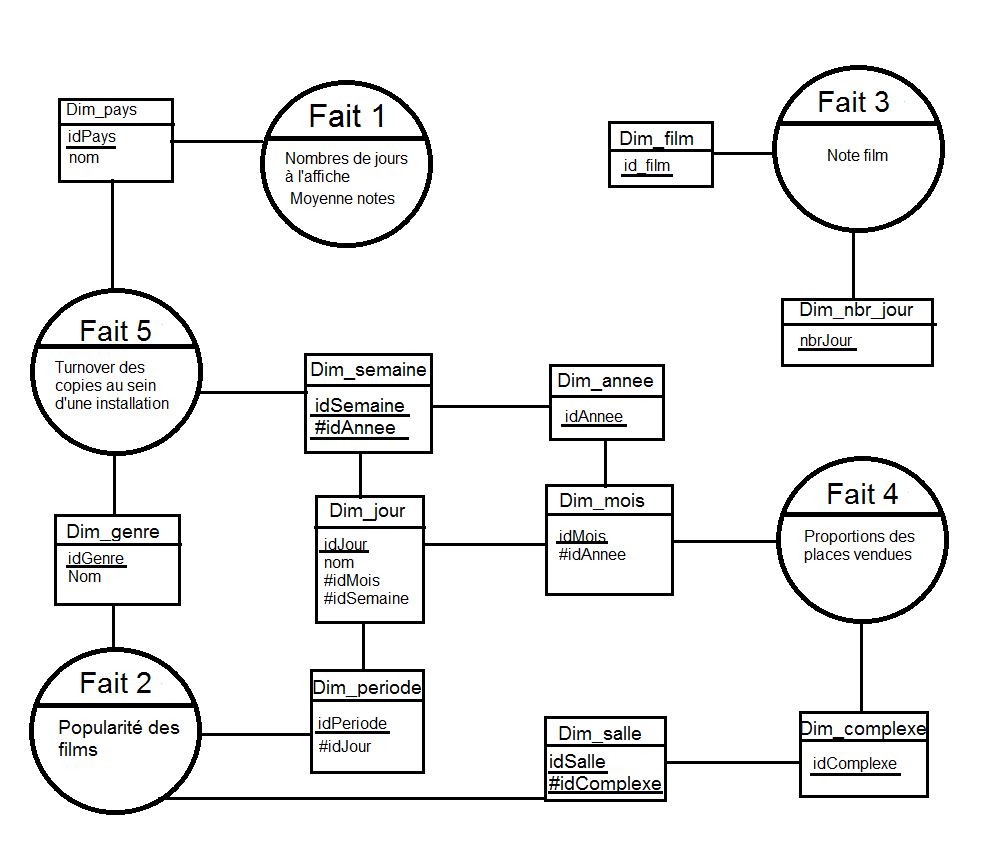 Dim_pays
idPays
nom
Fait 1
Nombres de jours
à l'affiche
Moyenne notes
Dim_film
id_film
Fait 3
Note film
Dim_nbr_jour
nbrJour
Fait 5
Turnover des
copies au sein
d'une installation
Dim_semaine
idSemaine
#idAnnee
Dim_annee
idAnnee
Dim_genre
idGenre
Nom
Dim_jour
idJour
nom
#idMois
#idSemaine
Dim_mois
idMois
#idAnnee
Fait 4
Proportions des
places vendues
Fait 2
Popularité des
films
Dim_periode
idPeriode
#idJour
Dim_salle
idSalle
#idComplexe
Dim_complexe
idComplexe